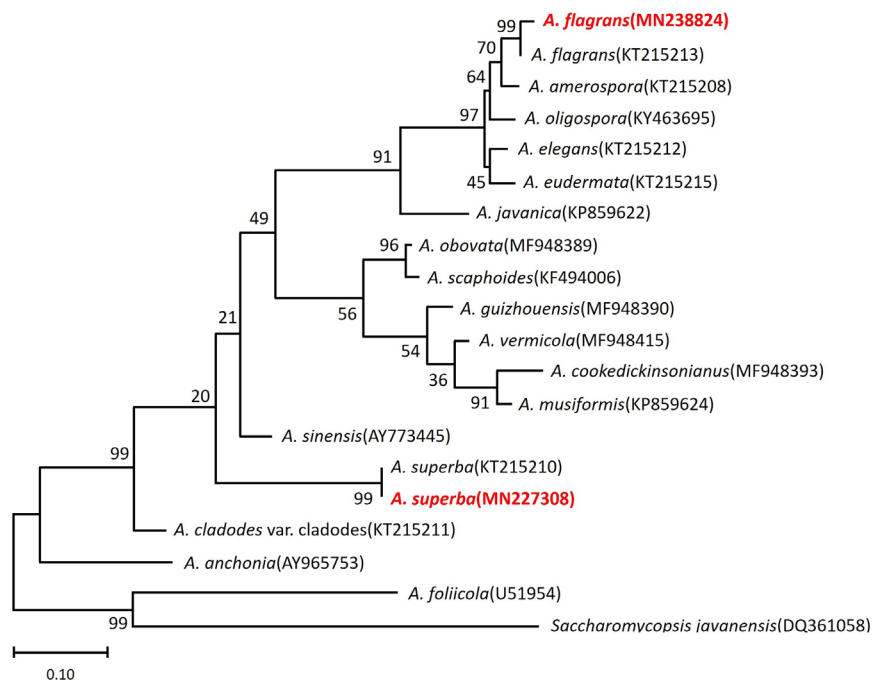 99
A. flagrans(MN238824)
70
A. flagrans(KT215213)
64
A. amerospora(KT215208)
97
A. oligospora(KY463695)
A. elegans(KT215212)
91
45
A. eudermata(KT215215)
A. javanica(KP859622)
49
96
A. obovata(MF948389)
A. scaphoides(KF494006)
56
A. guizhouensis(MF948390)
21
54
A. vermicola(MF948415)
36
A. cookedickinsonianus(MF948393)
91
A. musiformis(KP859624)
20
A. sinensis(AY773445)
99
A. superba(KT215210)
99
A. superba(MN227308)
A. cladodes var. cladodes(KT215211)
A. anchonia(AY965753)
A. foliicola(U51954)
99
Saccharomycopsis javanensis(DQ361058)
0.10